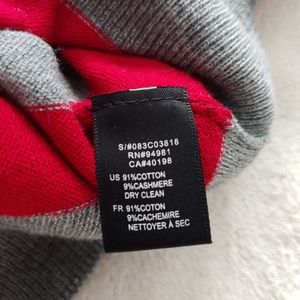 S/#083C03818
RN#94981
CA#40198
US 91%COTTON
9%CASHMERE
DRY CLEAN
FR 91%COTON
9%CACHEMIRE
NETTOYER À SEC